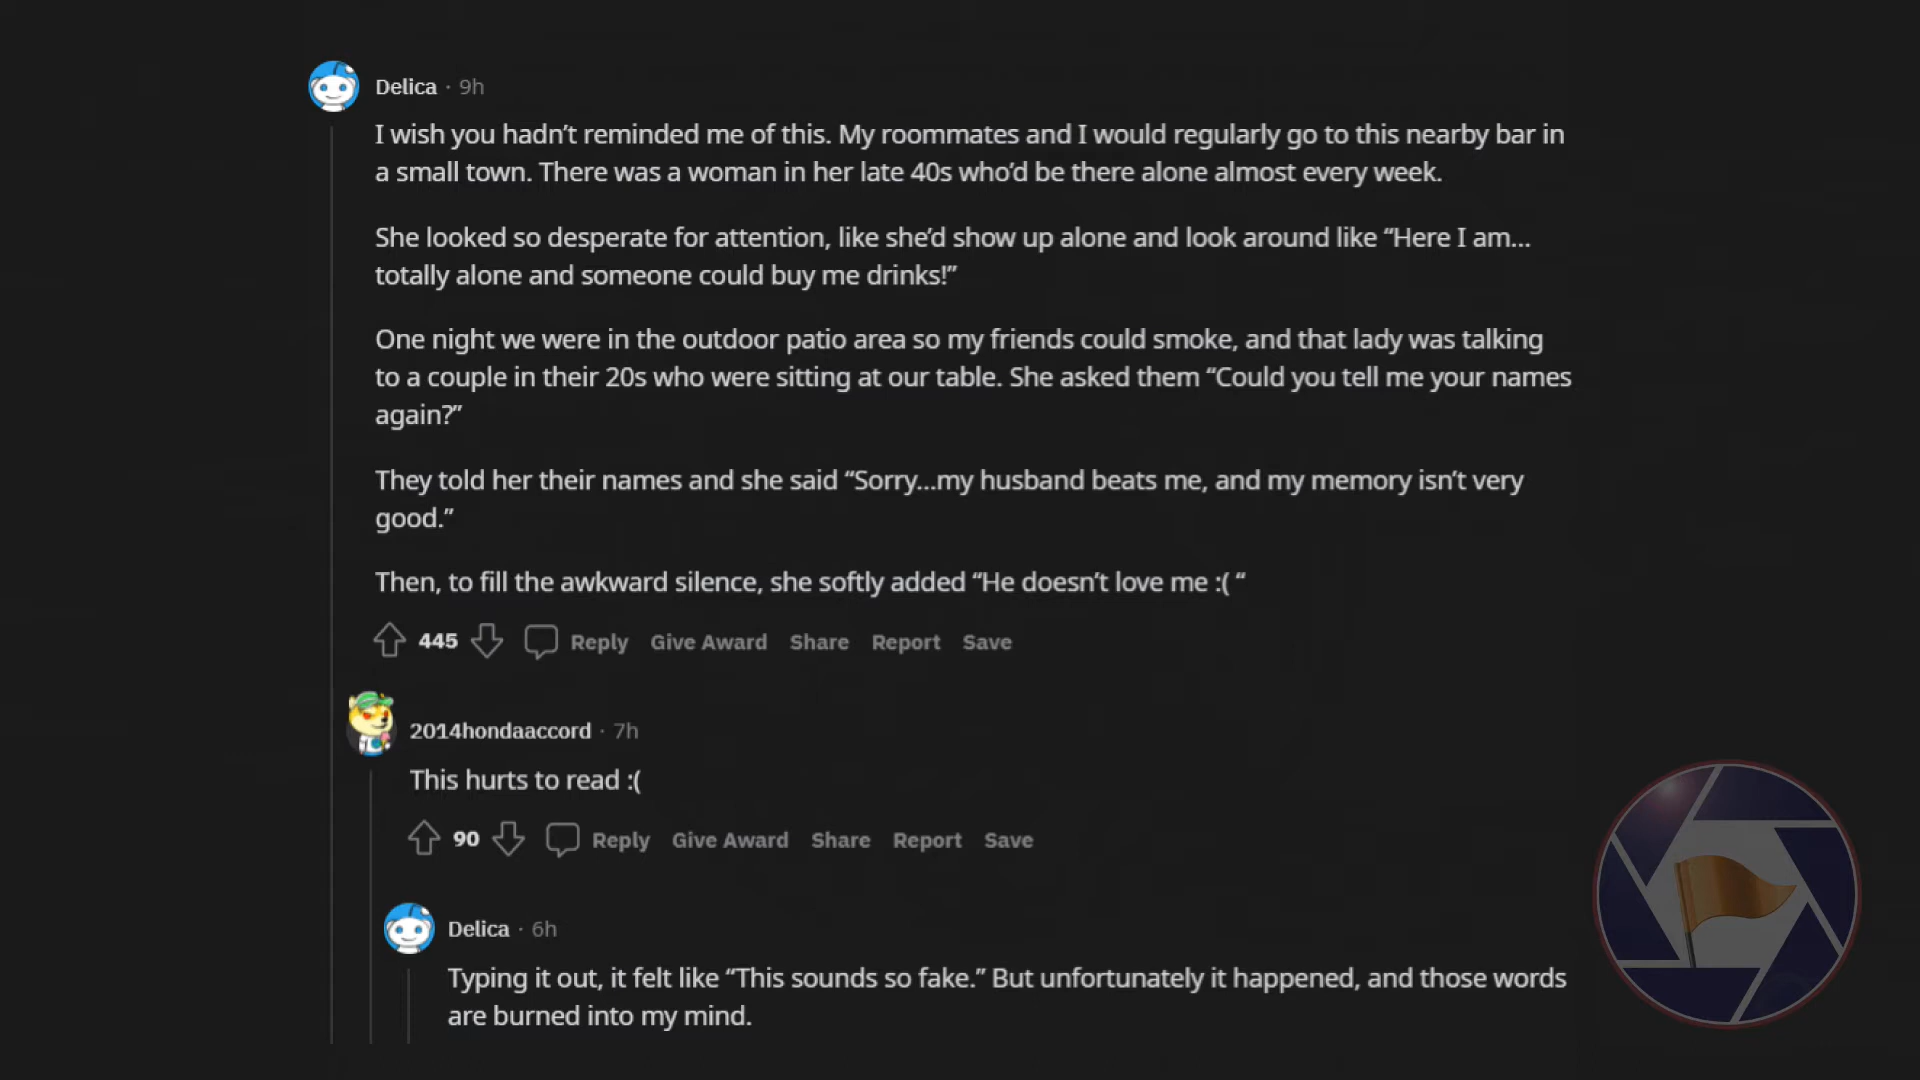 Delica · 9h
I wish you hadn’t reminded me of this. My roommates and I would regularly go to this nearby bar in
a small town. There was a woman in her late 40s who’d be there alone almost every week.
She looked so desperate for attention, like she’d show up alone and look around like “Here I am...
totally alone and someone could buy me drinks!”
One night we were in the outdoor patio area so my friends could smoke, and that lady was talking
to a couple in their 20s who were sitting at our table. She asked them “Could you tell me your names
again?”
They told her their names and she said “Sorry...my husband beats me, and my memory isn’t very
good.”
Then, to fill the awkward silence, she softly added “He doesn’t love me :( “
445 Reply Give Award Share Report Save
2014hondaaccord · 7h
This hurts to read :(
90 Reply Give Award Share Report Save
Delica · 6h
Typing it out, it felt like “This sounds so fake.” But unfortunately it happened, and those words
are burned into my mind.